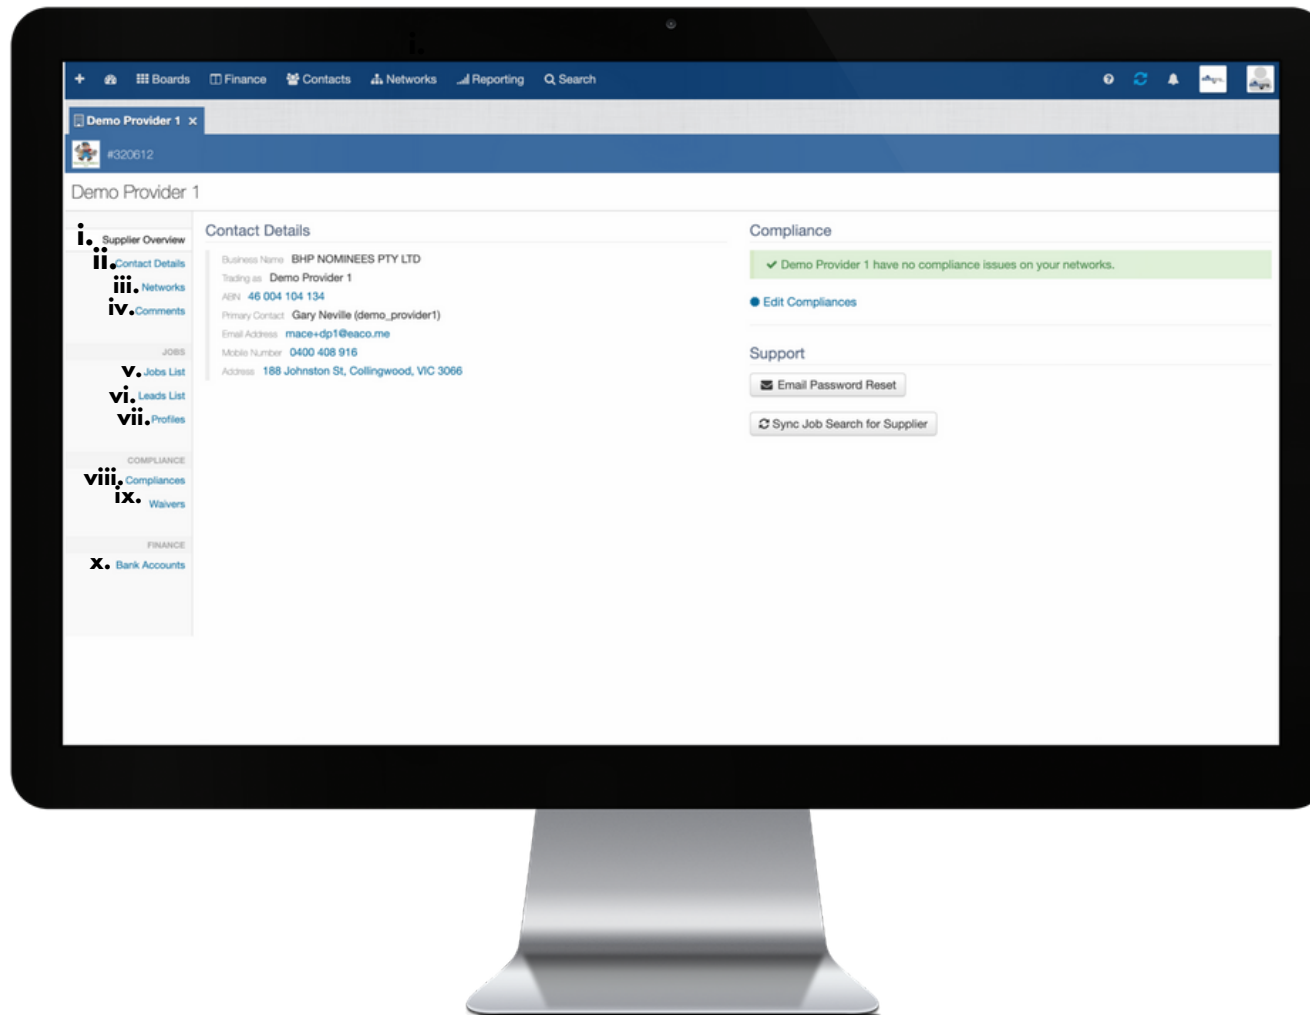 i.
Boards Finance Contacts Networks Reporting Search
Demo Provider 1 ×
#320612
Demo Provider 1
i. Supplier Overview
ii. Contact Details
iii. Networks
iv. Comments
JOBS
v. Jobs List
vi. Leads List
vii. Profiles
COMPLIANCE
viii. Compliances
ix. Waivers
FINANCE
x. Bank Accounts
Contact Details
Business Name BHP NOMINEES PTY LTD
Trading as Demo Provider 1
ABN 46 004 104 134
Primary Contact Gary Neville (demo_provider1)
Email Address mace+dp1@eaco.me
Mobile Number 0400 408 916
Address 188 Johnston St, Collingwood, VIC 3066
Compliance
✔ Demo Provider 1 have no compliance issues on your networks.
Edit Compliances
Support
Email Password Reset
Sync Job Search for Supplier